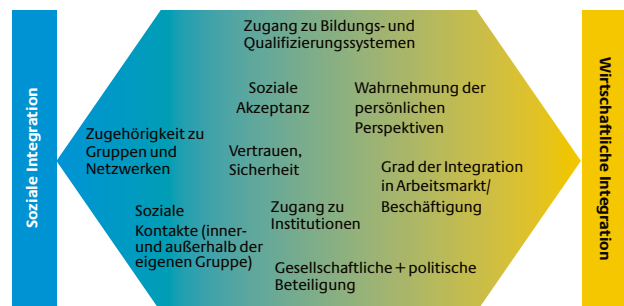 Soziale Integration
Zugang zu Bildungs- und
Qualifizierungssystemen
Soziale
Akzeptanz
Wahrnehmung der
persönlichen
Perspektiven
Zugehörigkeit zu
Gruppen und
Netzwerken
Vertrauen,
Sicherheit
Grad der Integration
in Arbeitsmarkt/
Beschäftigung
Soziale
Kontakte (inner-
und außerhalb der
eigenen Gruppe)
Zugang zu
Institutionen
Gesellschaftliche + politische
Beteiligung
Wirtschaftliche Integration